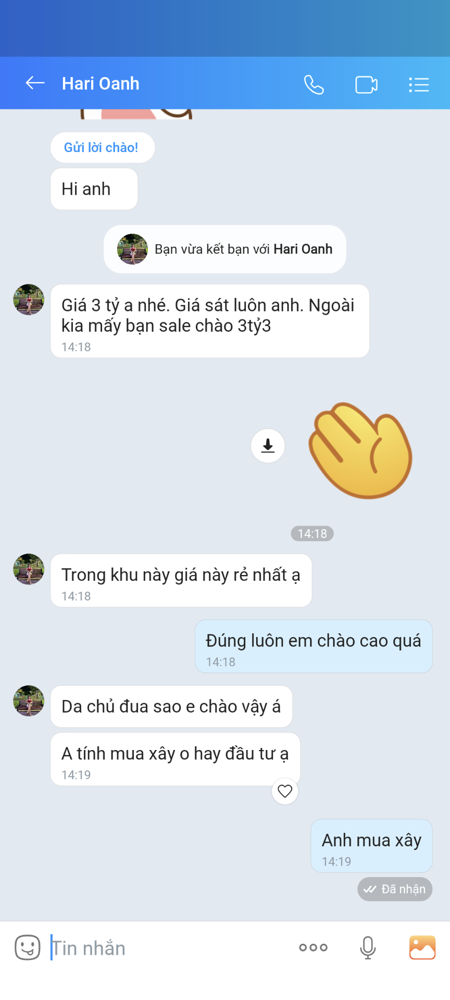 Hari Oanh
Gửi lời chào!
Hi anh
Bạn vừa kết bạn với Hari Oanh
Giá 3 tỷ a nhé. Giá sát luôn anh. Ngoài
kia mấy bạn sale chào 3tỷ3
14:18
14:18
Trong khu này giá này rẻ nhất ạ
14:18
Đúng luôn em chào cao quá
14:18
Da chủ đua sao e chào vậy á
A tính mua xây o hay đầu tư ạ
14:19
Anh mua xây
14:19
Đã nhận
Tin nhắn